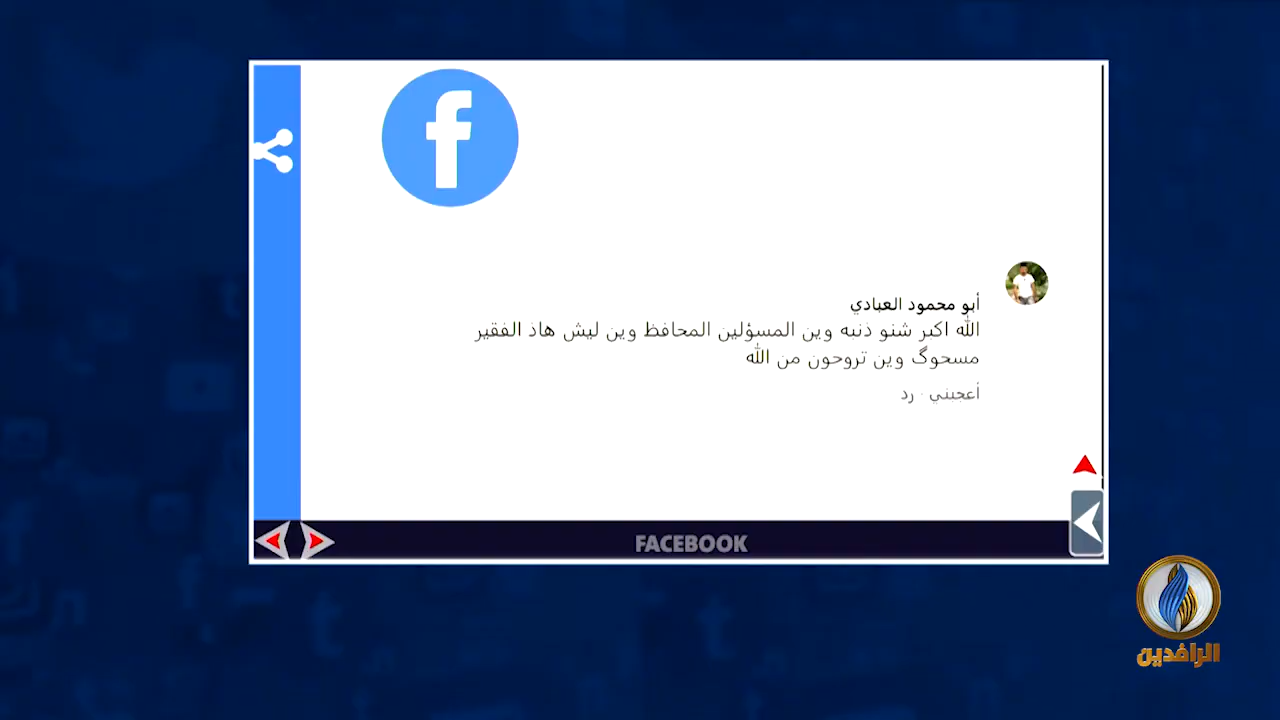 أبو محمود العبادي
الله اكبر شنو ذنبه وين المسؤلين المحافظ وين ليش هاذ الفقير
مسحوگ وين تروحون من الله
أعجبني · رد
FACEBOOK
الرافدين